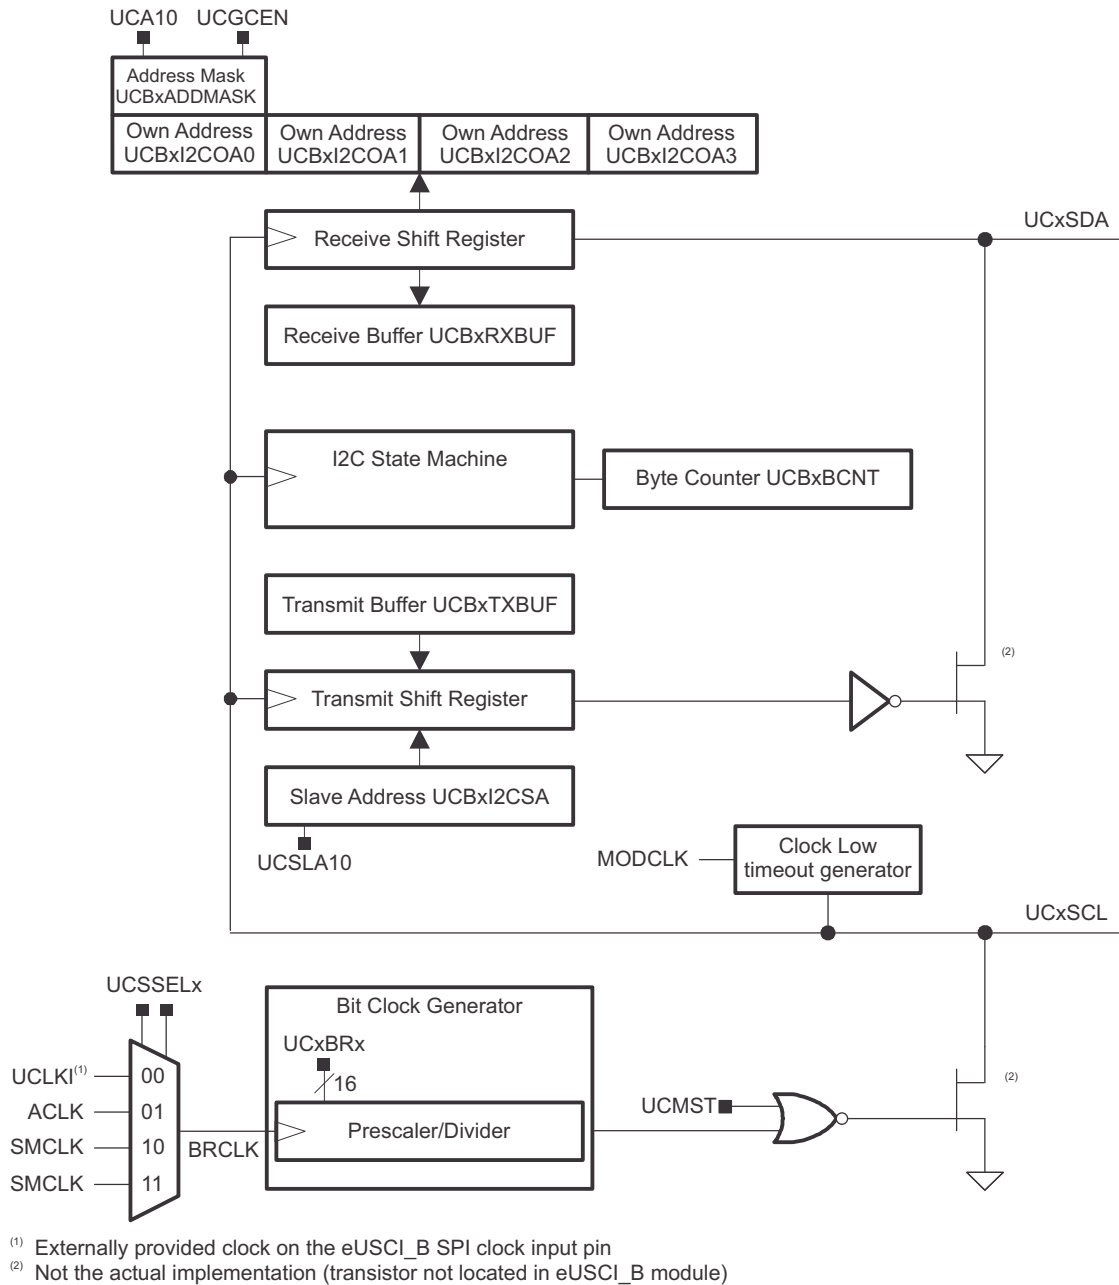 UCA10 UCGCEN
Address Mask
UCBxADDMASK
Own Address
UCBxI2COA0
Own Address
UCBxI2COA1
Own Address
UCBxI2COA2
Own Address
UCBxI2COA3
Receive Shift Register
UCxSDA
Receive Buffer UCBxRXBUF
I2C State Machine
Byte Counter UCBxBCNT
Transmit Buffer UCBxTXBUF
(2)
Transmit Shift Register
Slave Address UCBxI2CSA
UCSLA10
MODCLK
Clock Low
timeout generator
UCxSCL
UCSSELx
Bit Clock Generator
UCxBRx
16
UCLKI(1) 00
ACLK 01
SMCLK 10
SMCLK 11
BRCLK
Prescaler/Divider
UCMST
(2)
(1) Externally provided clock on the eUSCI_B SPI clock input pin
(2) Not the actual implementation (transistor not located in eUSCI_B module)